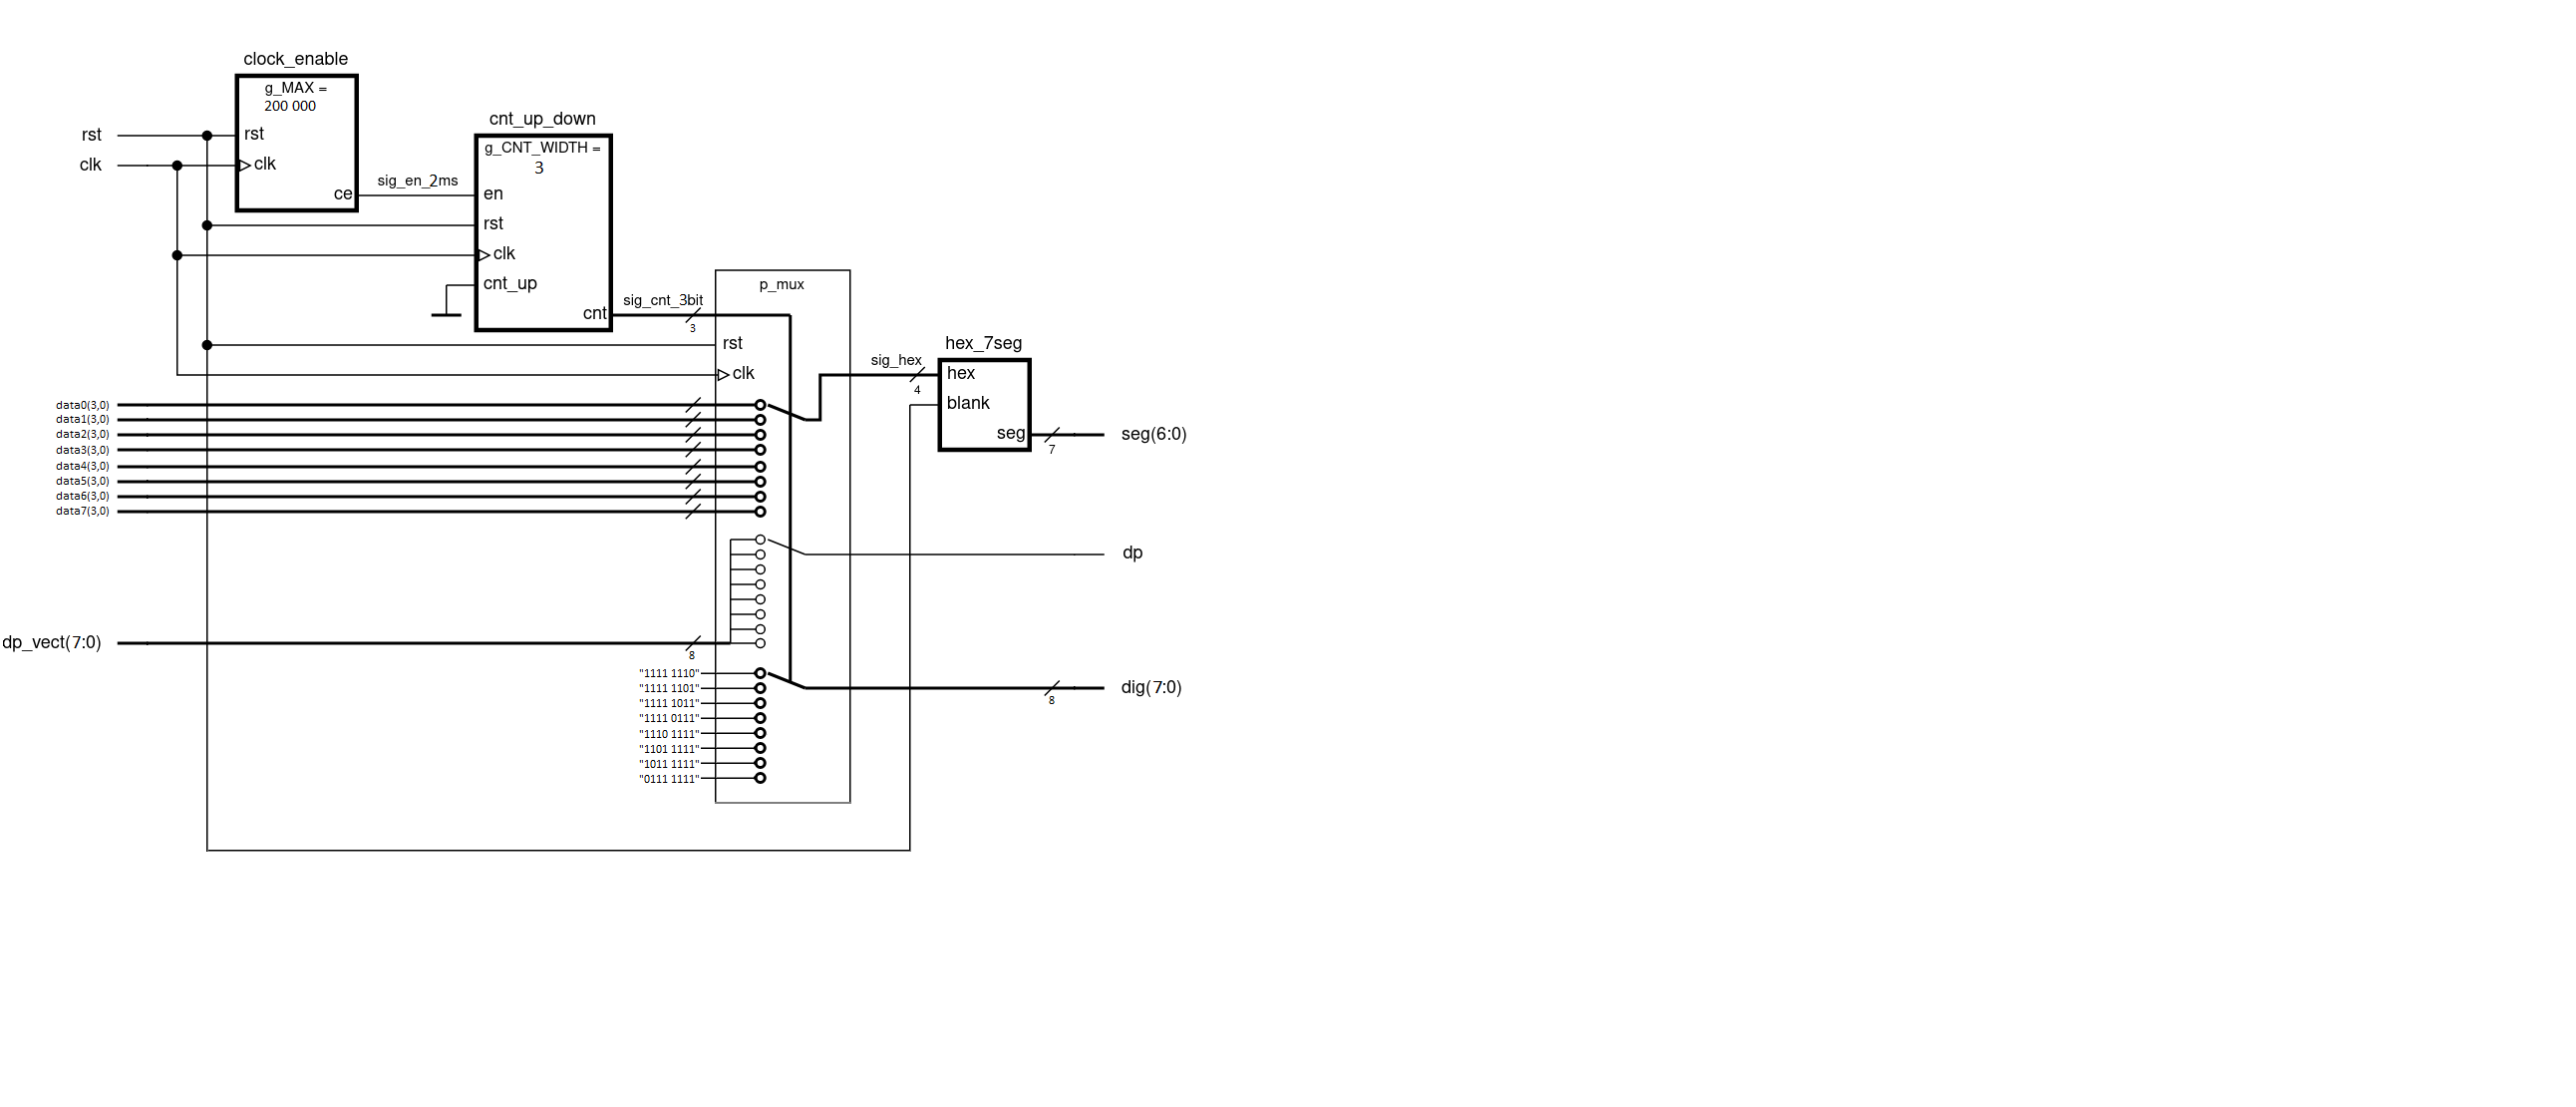 clock_enable
g_MAX =
200 000
rst
rst
clk
clk
ce
sig_en_2ms
cnt_up_down
g_CNT_WIDTH =
3
en
rst
clk
cnt_up
cnt
sig_cnt_3bit
3
p_mux
rst
clk
sig_hex
4
hex_7seg
hex
blank
seg
7
seg(6:0)
data0(3,0)
data1(3,0)
data2(3,0)
data3(3,0)
data4(3,0)
data5(3,0)
data6(3,0)
data7(3,0)
dp
dp_vect(7:0)
8
"1111 1110"
"1111 1101"
"1111 1011"
"1111 0111"
"1110 1111"
"1101 1111"
"1011 1111"
"0111 1111"
8
dig(7:0)